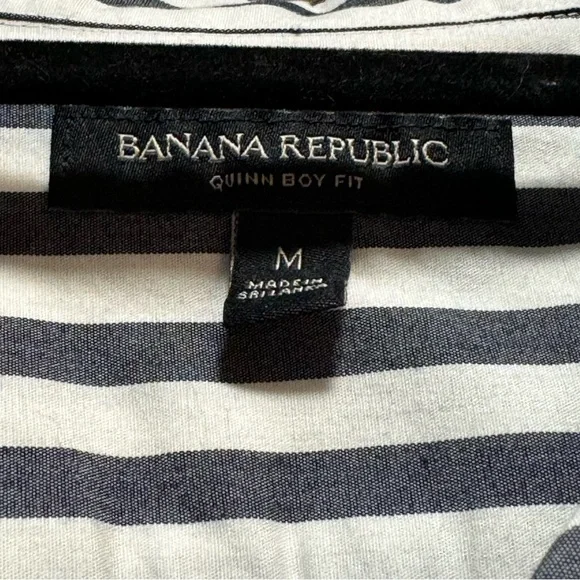 BANANA REPUBLIC
QUINN BOY FIT
M
MADE IN
SRI LANKA